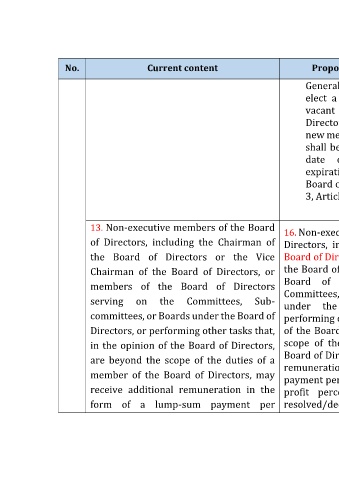 No.
Current content
Propo
General
elect a
vacant
Directo
new me
shall be
date o
expirati
Board o
3, Articl
13. Non-executive members of the Board
of Directors, including the Chairman of
the Board of Directors or the Vice
Chairman of the Board of Directors, or
members of the Board of Directors
serving on the Committees, Sub-
committees, or Boards under the Board of
Directors, or performing other tasks that,
in the opinion of the Board of Directors,
are beyond the scope of the duties of a
member of the Board of Directors, may
receive additional remuneration in the
form of a lump-sum payment per
16. Non-exec
Directors, in
Board of Dir
the Board of
Board of
Committees,
under the
performing o
of the Board
scope of the
Board of Dir
remuneratio
payment per
profit perc
resolved/de